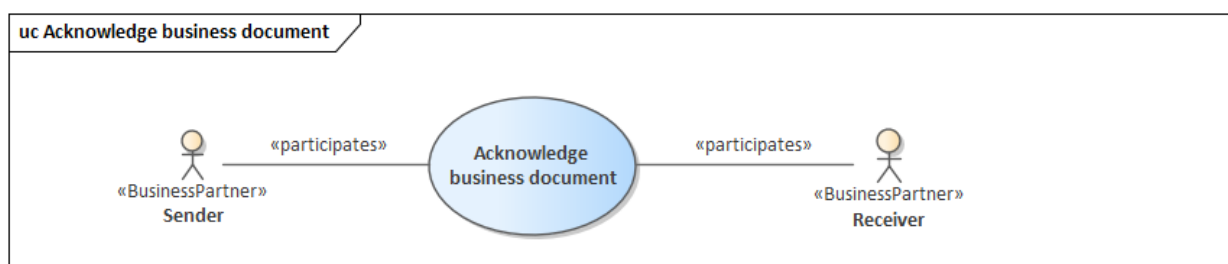 uc Acknowledge business document
«participates»
«participates»
Acknowledge
business document
«BusinessPartner»
Sender
«BusinessPartner»
Receiver